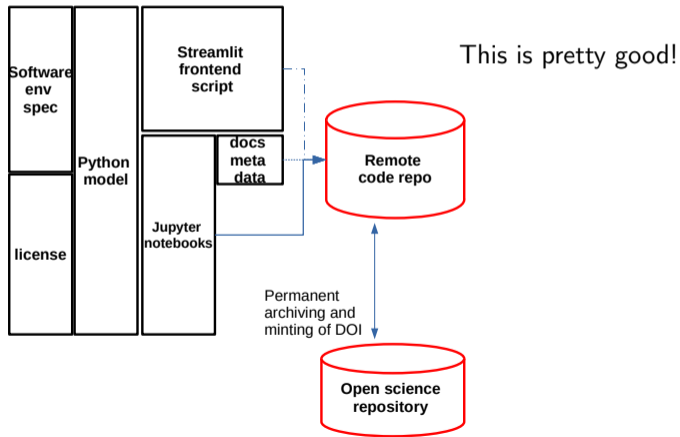 Software
env
spec
license
Python
model
Streamlit
frontend
script
docs
meta
data
Jupyter
notebooks
This is pretty good!
Remote
code repo
Permanent
archiving and
minting of DOI
Open science
repository